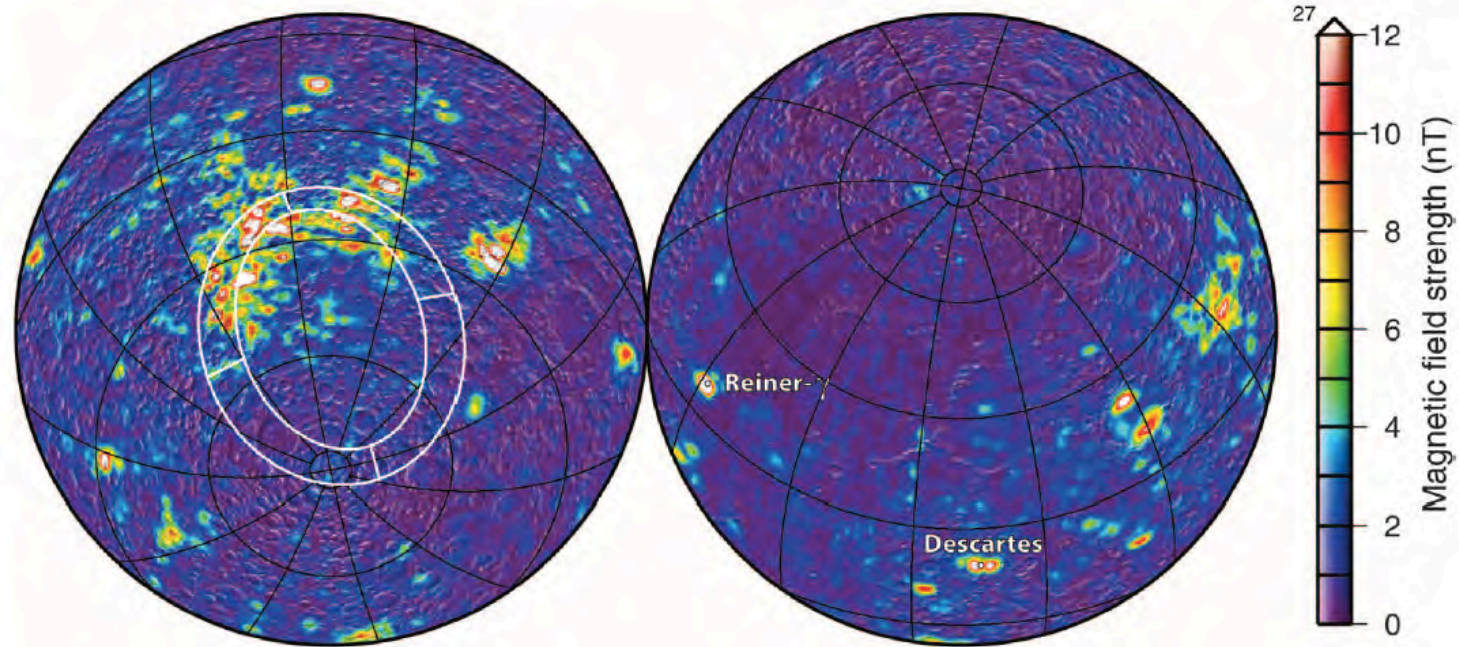 27
12
10
8
6
4
2
0
Magnetic field strength (nT)
Reiner-γ
Descartes